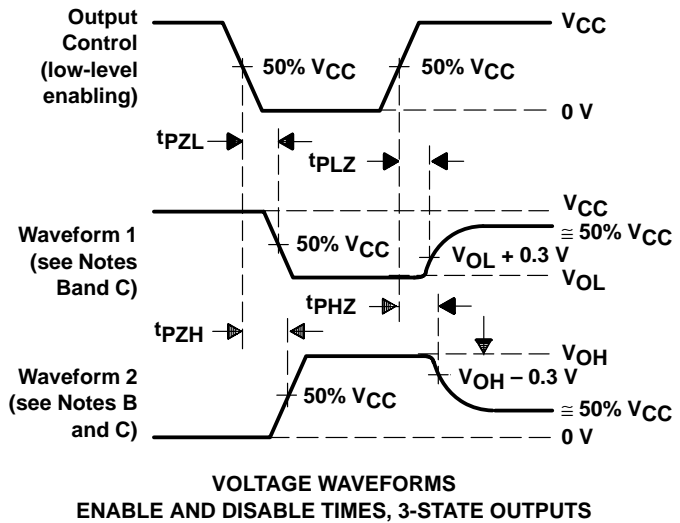 Output
Control
(low-level
enabling)
VCC
50% VCC
50% VCC
0 V
tPZL
tPLZ
VCC
Waveform 1
(see Notes
Band C)
50% VCC
≅ 50% VCC
VOL + 0.3 V
VOL
tPHZ
tPZH
VOH
Waveform 2
(see Notes B
and C)
50% VCC
VOH – 0.3 V
≅ 50% VCC
0 V
VOLTAGE WAVEFORMS
ENABLE AND DISABLE TIMES, 3-STATE OUTPUTS